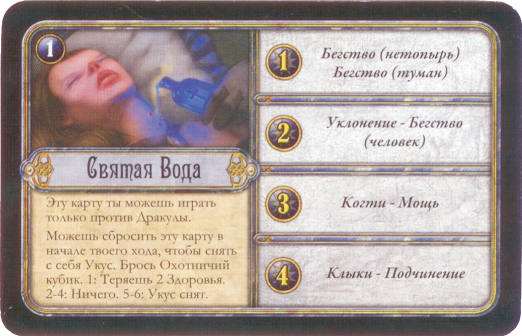 1
Святая Вода
Эту карту ты можешь играть
только против Дракулы.
Можешь сбросить эту карту в
начале твоего хода, чтобы снять
с себя Укус. Брось Охотничий
кубик. 1: Теряешь 2 Здоровья.
2-4: Ничего. 5-6: Укус снят.
1
Бегство (нетопырь)
Бегство (туман)
2
Уклонение - Бегство
(человек)
3
Когти - Мощь
4
Клыки - Подчинение